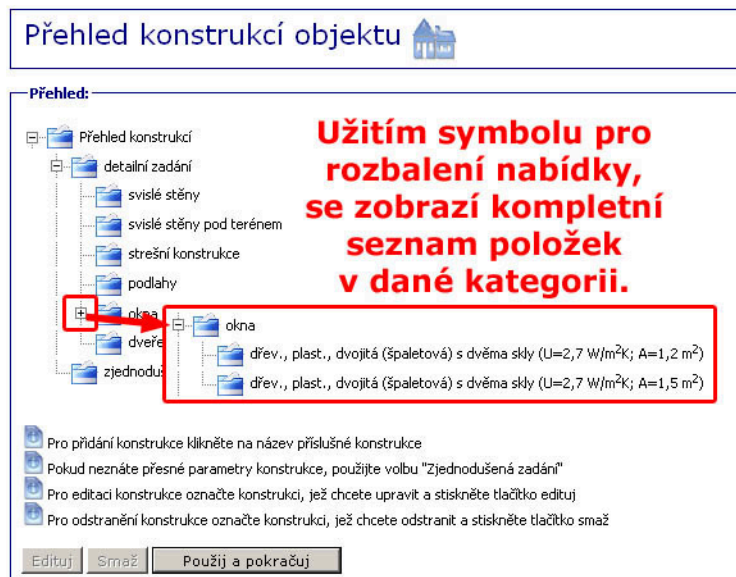 Přehled konstrukcí objektu
Přehled:
Přehled konstrukcí
detailní zadání
svislé stěny
svislé stěny pod terénem
strešní konstrukce
podlahy
okna
dveře
zjednoduš
Užitím symbolu pro
rozbalení nabídky,
se zobrazí kompletní
seznam položek
v dané kategorii.
okna
dřev., plast., dvojitá (špaletová) s dvěma skly (U=2,7 W/m²K; A=1,2 m²)
dřev., plast., dvojitá (špaletová) s dvěma skly (U=2,7 W/m²K; A=1,5 m²)
Pro přidání konstrukce klikněte na název příslušné konstrukce
Pokud neznáte přesné parametry konstrukce, použijte volbu "Zjednodušená zadání"
Pro editaci konstrukce označte konstrukci, jež chcete upravit a stiskněte tlačítko edituj
Pro odstranění konstrukce označte konstrukci, jež chcete odstranit a stiskněte tlačítko smaž
Edituj Smaž Použij a pokračuj